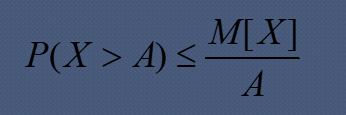 P(X > A) ≤ M[X] / A